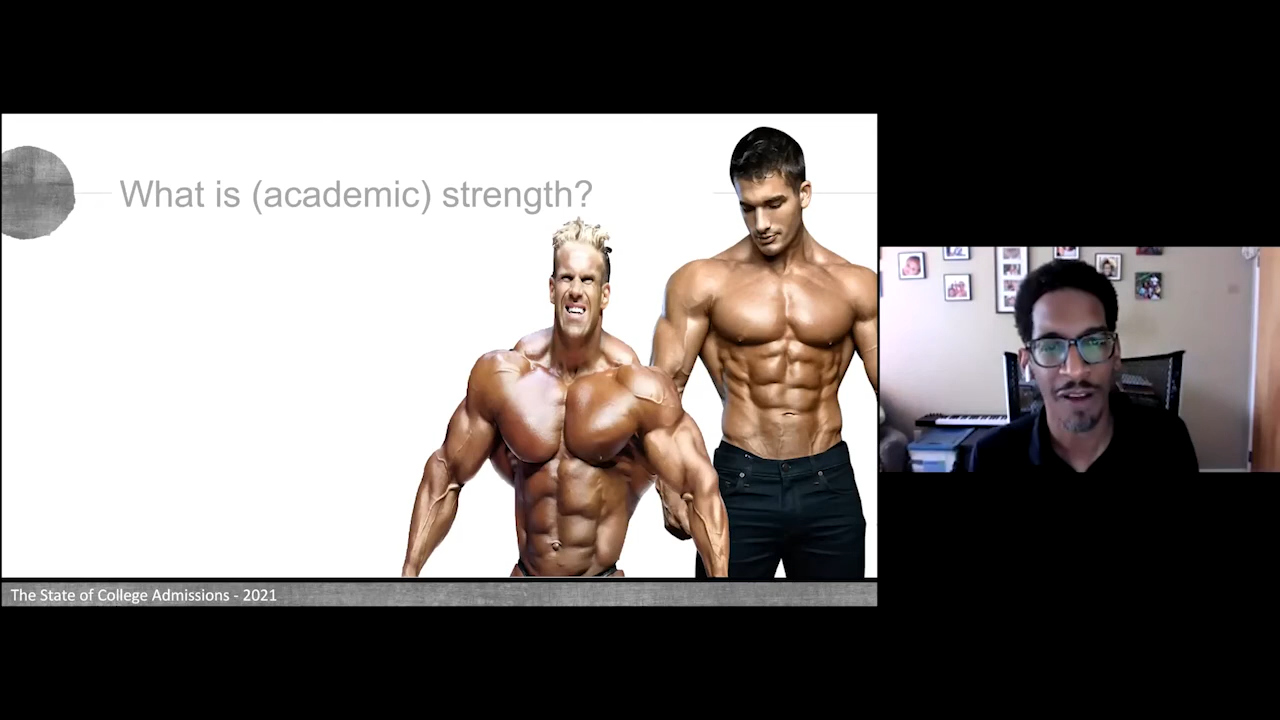 What is (academic) strength?
The State of College Admissions - 2021